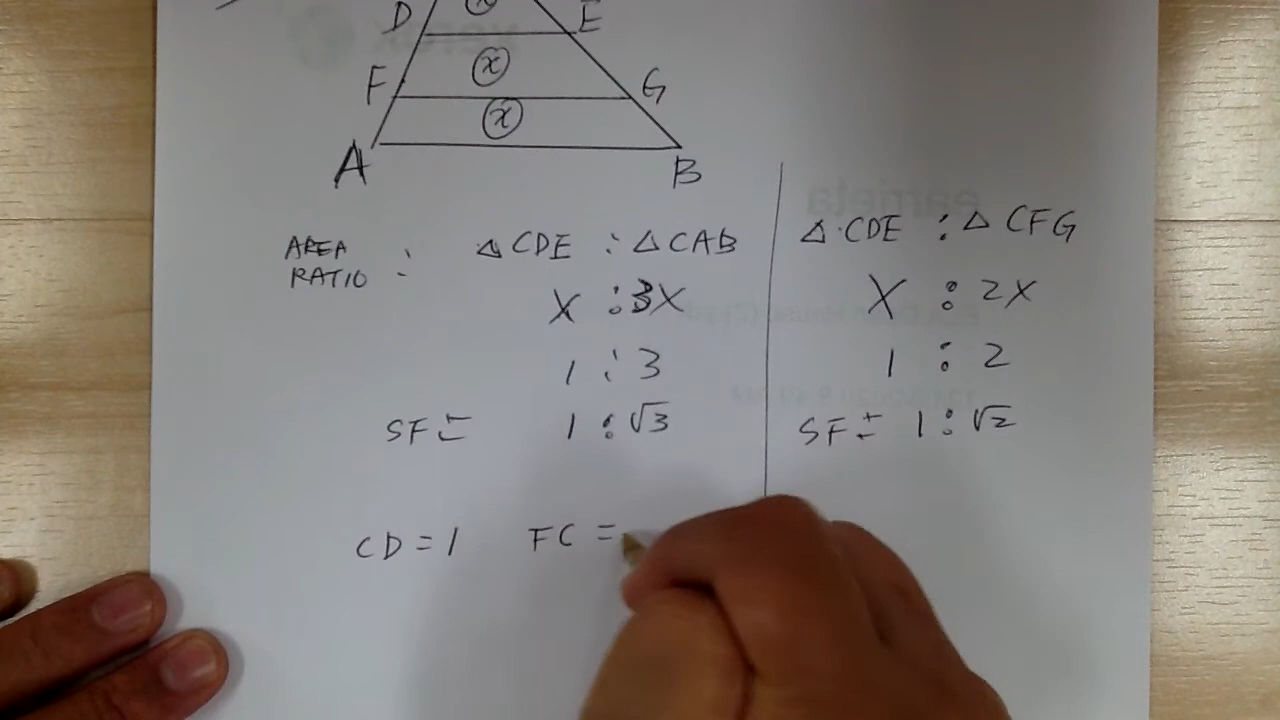 D ⓧ E
F ⓧ G
ⓧ
A B
AREA RATIO : △CDE : △CAB
△CDE : △CFG
X : 3X
X : 2X
1 : 3
1 : 2
SF = 1 : √3
SF = 1 : √2
CD = 1 FC =